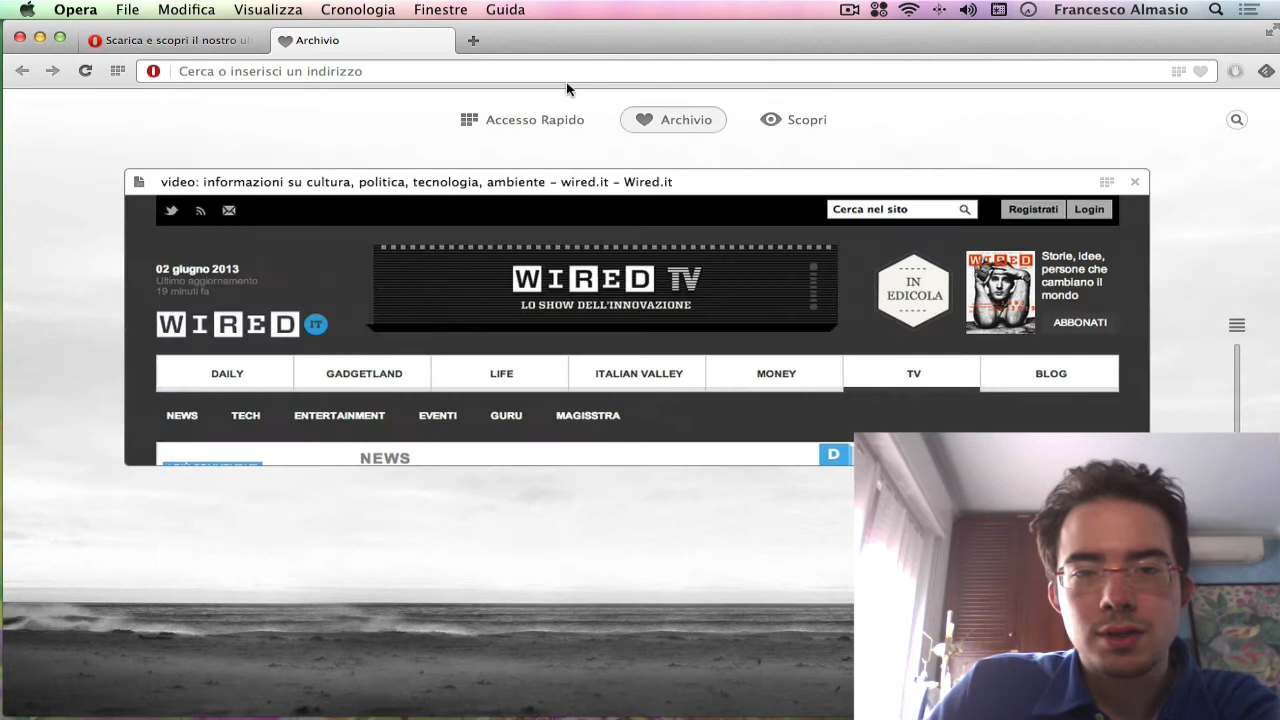 Opera File Modifica Visualizza Cronologia Finestre Guida Francesco Almasio
Scarica e scopri il nostro ul
Archivio
Cerca o inserisci un indirizzo
Accesso Rapido Archivio Scopri
video: informazioni su cultura, politica, tecnologia, ambiente – wired.it – Wired.it
Cerca nel sito Registrati Login
02 giugno 2013
Ultimo aggiornamento
19 minuti fa
WIRED IT
WIRED TV
LO SHOW DELL'INNOVAZIONE
IN
EDICOLA
WIRED
Storie, idee,
persone che
cambiano il
mondo
ABBONATI
DAILY GADGETLAND LIFE ITALIAN VALLEY MONEY TV BLOG
NEWS TECH ENTERTAINMENT EVENTI GURU MAGISSTRA
NEWS D